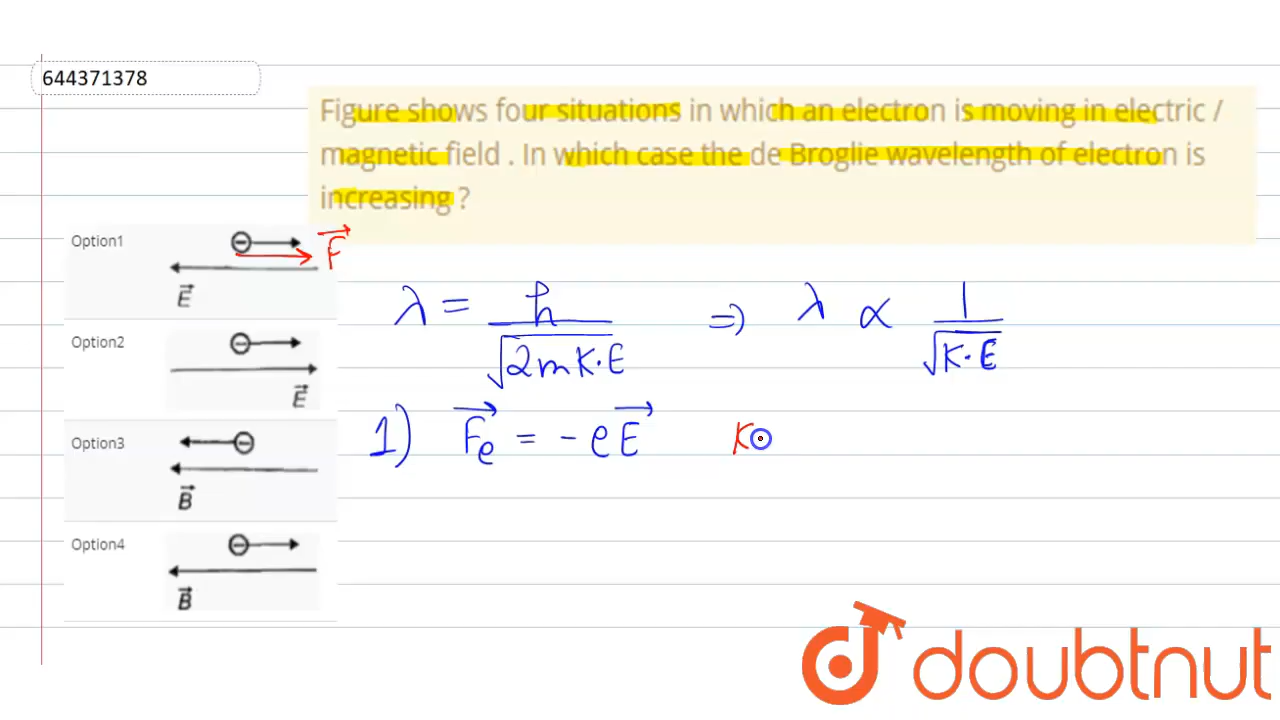 644371378
Figure shows four situations in which an electron is moving in electric /
magnetic field . In which case the de Broglie wavelength of electron is
increasing ?
Option1
F
E
λ = h / √2mK·E ⇒ λ ∝ 1 / √K·E
Option2
E
1) Fe = -eE K
Option3
B
Option4
B
doubtnut